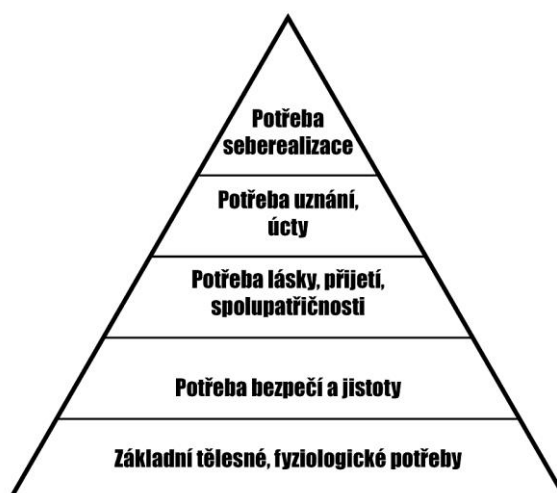 Potřeba
seberealizace
Potřeba uznání,
úcty
Potřeba lásky, přijetí,
spolupatřičnosti
Potřeba bezpečí a jistoty
Základní tělesné, fyziologické potřeby